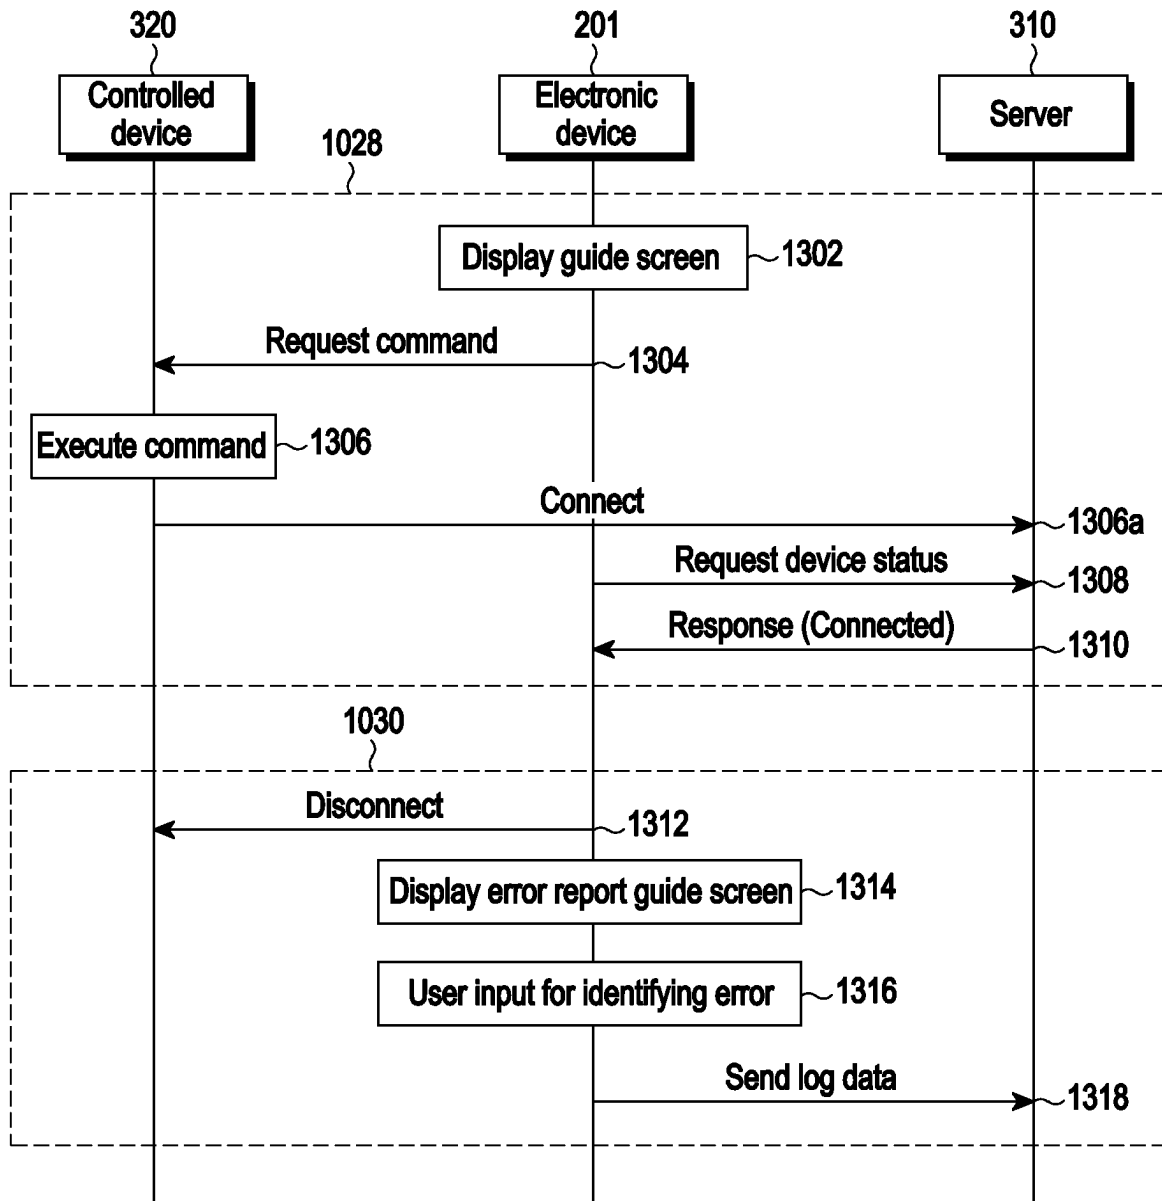 320
201
310
Controlled
device
Electronic
device
Server
1028
Display guide screen
1302
Request command
1304
Execute command
1306
Connect
1306a
Request device status
1308
Response (Connected)
1310
1030
Disconnect
1312
Display error report guide screen
1314
User input for identifying error
1316
Send log data
1318